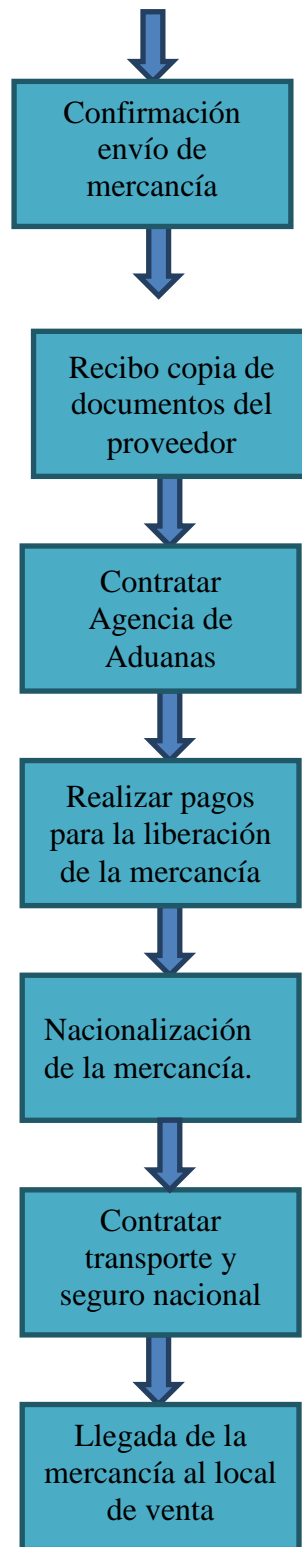 Confirmación
envío de
mercancía
Recibo copia de
documentos del
proveedor
Contratar
Agencia de
Aduanas
Realizar pagos
para la liberación
de la mercancía
Nacionalización
de la mercancía.
Contratar
transporte y
seguro nacional
Llegada de la
mercancía al local
de venta